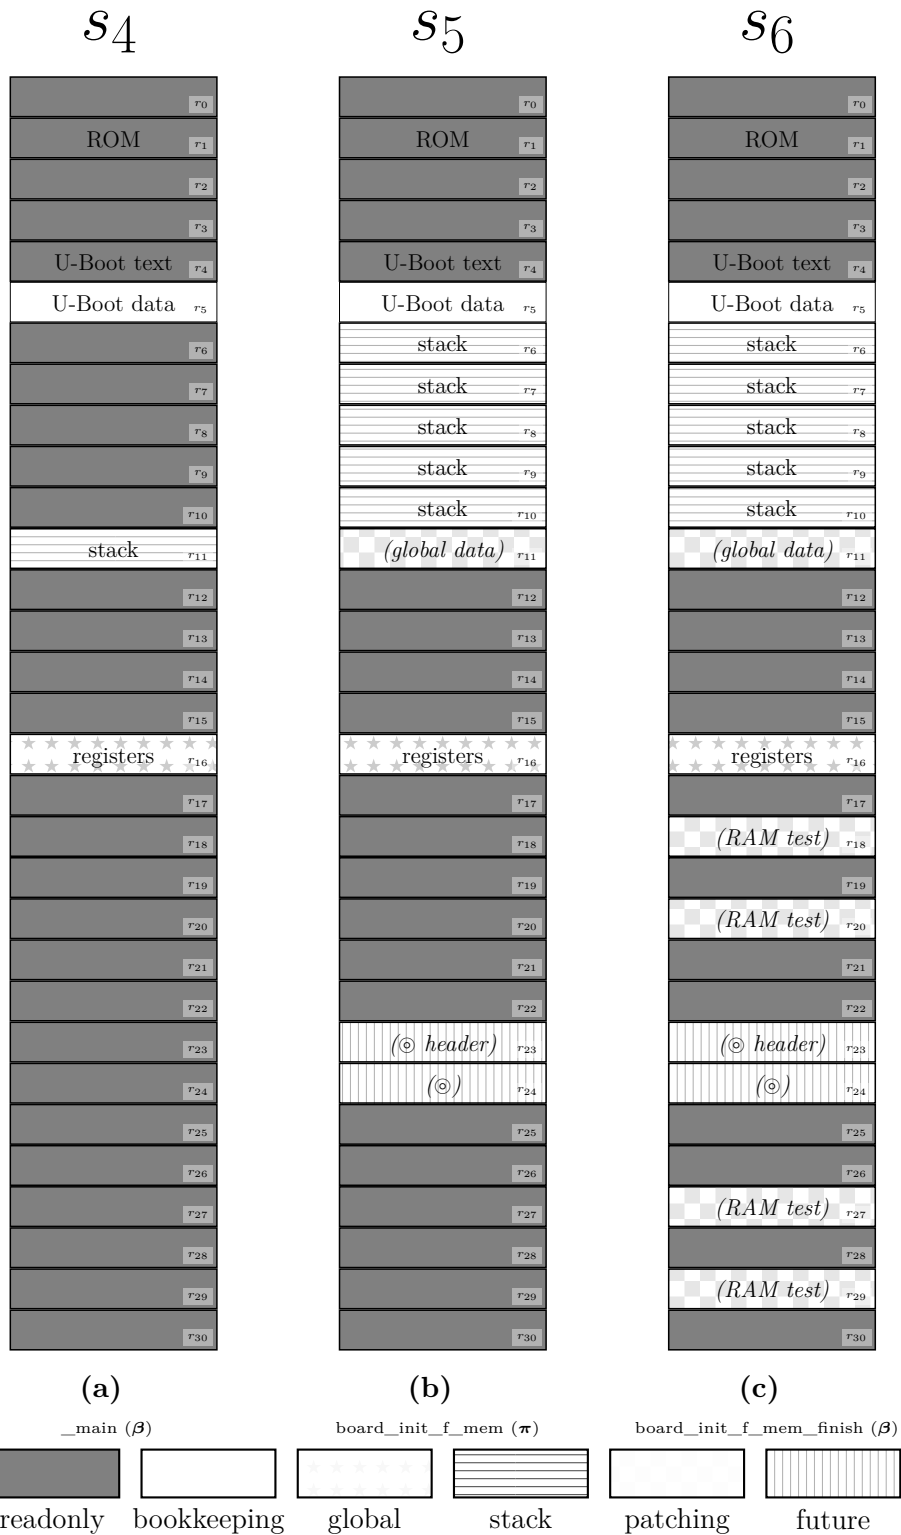 s4 s5 s6
r0 r0 r0
ROM r1 ROM r1 ROM r1
r2 r2 r2
r3 r3 r3
U-Boot text r4 U-Boot text r4 U-Boot text r4
U-Boot data r5 U-Boot data r5 U-Boot data r5
r6 stack r6 stack r6
r7 stack r7 stack r7
r8 stack r8 stack r8
r9 stack r9 stack r9
r10 stack r10 stack r10
stack r11 (global data) r11 (global data) r11
r12 r12 r12
r13 r13 r13
r14 r14 r14
r15 r15 r15
registers r16 registers r16 registers r16
r17 r17 r17
r18 r18 (RAM test) r18
r19 r19 r19
r20 r20 (RAM test) r20
r21 r21 r21
r22 r22 r22
r23 (⊚ header) r23 (⊚ header) r23
r24 (⊚) r24 (⊚) r24
r25 r25 r25
r26 r26 r26
r27 r27 (RAM test) r27
r28 r28 r28
r29 r29 (RAM test) r29
r30 r30 r30
(a) (b) (c)
_main (β) board_init_f_mem (π) board_init_f_mem_finish (β)
readonly bookkeeping global stack patching future